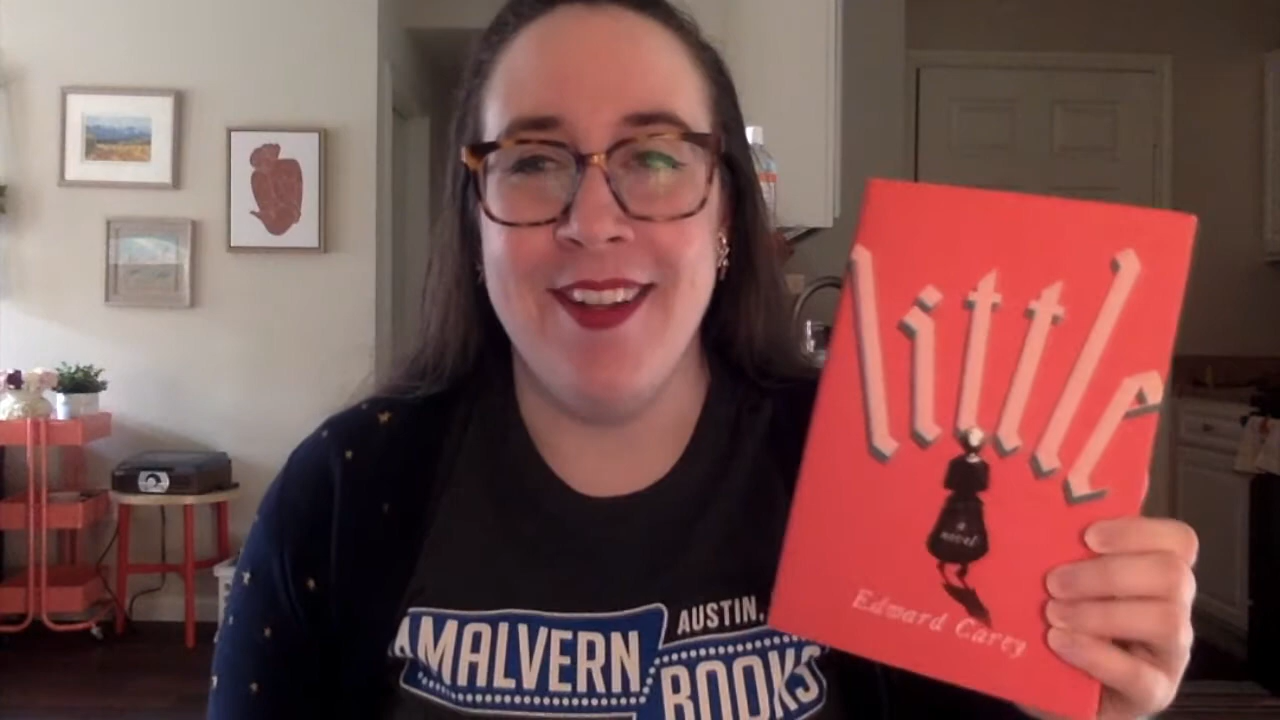 little
a
novel
Edward Carey
AUSTIN,
MALVERN
BOOKS